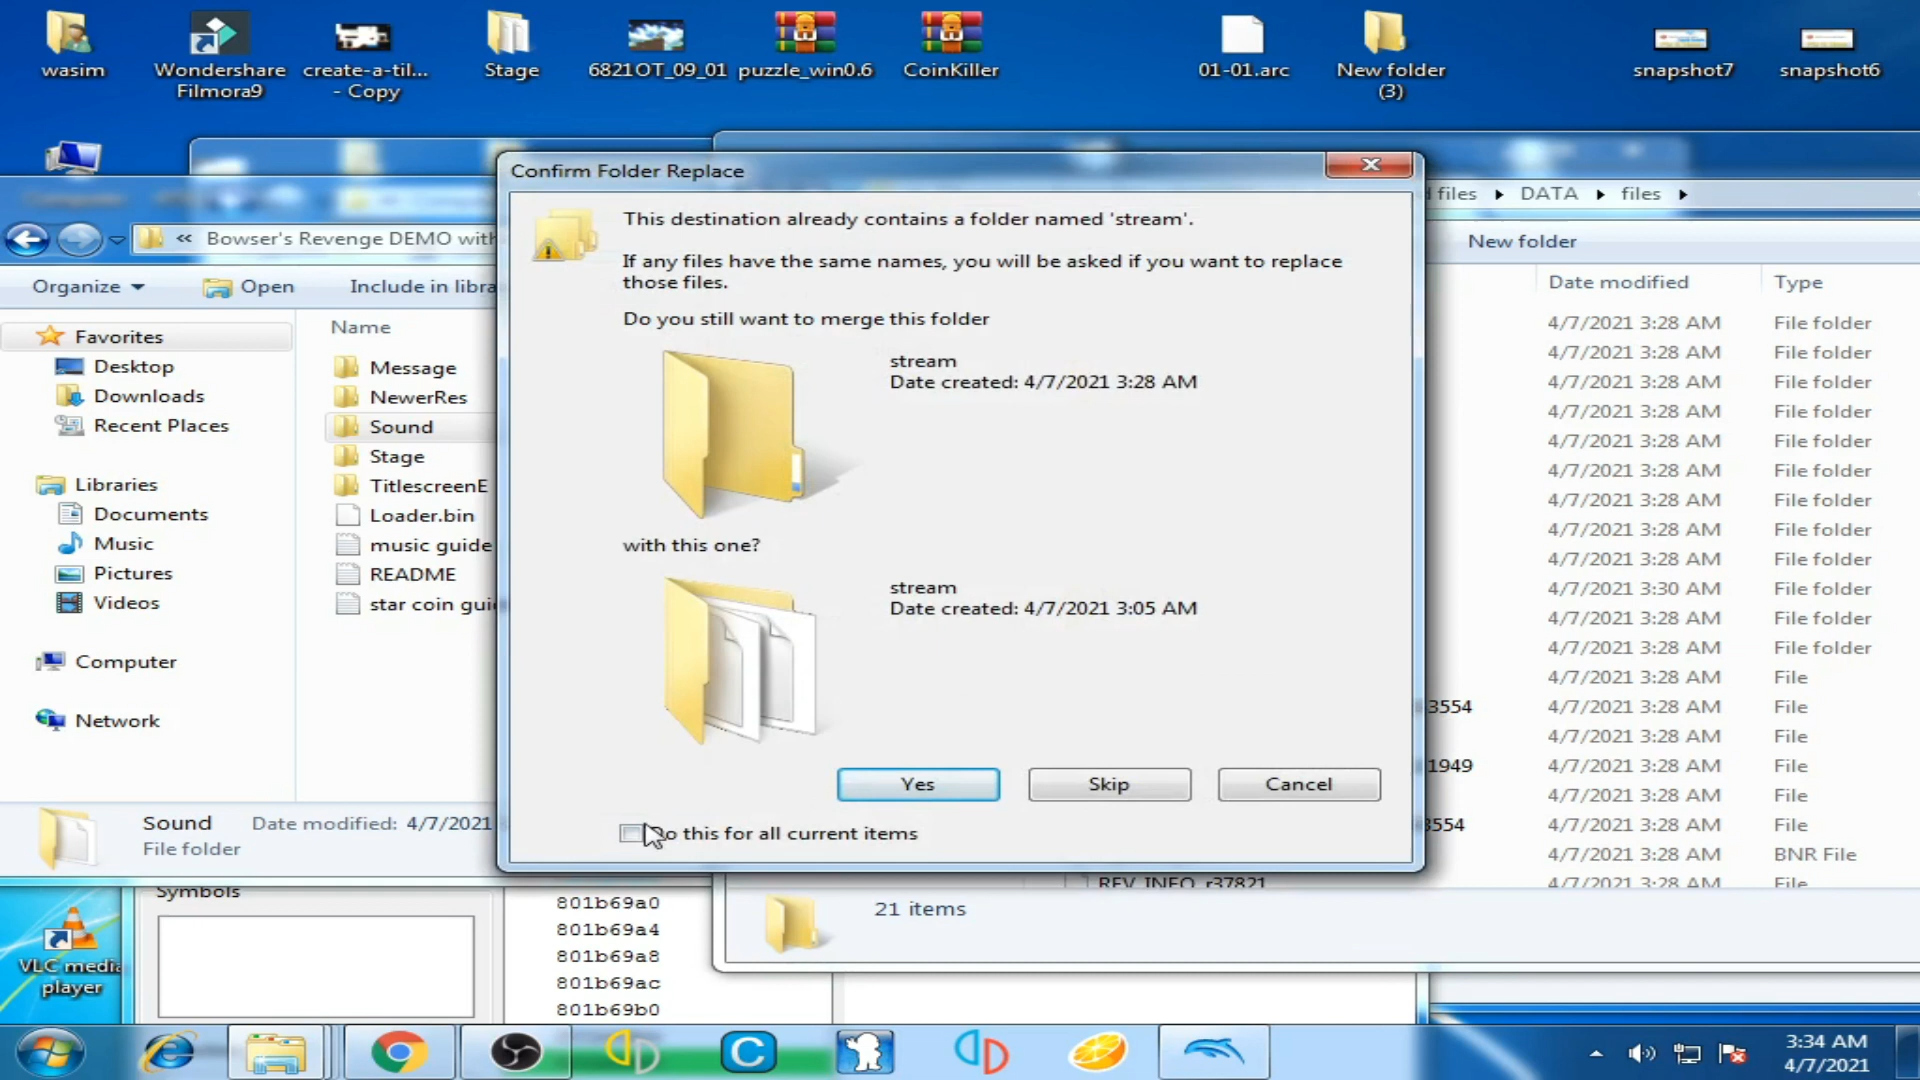 wasim
Wondershare
Filmora9
create-a-til...
- Copy
Stage
6821OT_09_01
puzzle_win0.6
CoinKiller
01-01.arc
New folder
(3)
snapshot7
snapshot6
Confirm Folder Replace
This destination already contains a folder named 'stream'.
If any files have the same names, you will be asked if you want to replace
those files.
Do you still want to merge this folder
stream
Date created: 4/7/2021 3:28 AM
with this one?
stream
Date created: 4/7/2021 3:05 AM
Yes
Skip
Cancel
o this for all current items
« Bowser's Revenge DEMO with
Organize
Open
Include in libra
Favorites
Desktop
Downloads
Recent Places
Libraries
Documents
Music
Pictures
Videos
Computer
Network
Name
Message
NewerRes
Sound
Stage
TitlescreenE
Loader.bin
music guide
README
star coin gui
Sound
Date modified: 4/7/2021
File folder
files ▸ DATA ▸ files ▸
New folder
Date modified Type
4/7/2021 3:28 AM File folder
4/7/2021 3:28 AM File folder
4/7/2021 3:28 AM File folder
4/7/2021 3:28 AM File folder
4/7/2021 3:28 AM File folder
4/7/2021 3:28 AM File folder
4/7/2021 3:28 AM File folder
4/7/2021 3:28 AM File folder
4/7/2021 3:28 AM File folder
4/7/2021 3:30 AM File folder
4/7/2021 3:28 AM File folder
4/7/2021 3:28 AM File folder
4/7/2021 3:28 AM File
3554 4/7/2021 3:28 AM File
4/7/2021 3:28 AM File
1949 4/7/2021 3:28 AM File
4/7/2021 3:28 AM File
3554 4/7/2021 3:28 AM File
4/7/2021 3:28 AM BNR File
REV_INFO_r37821 4/7/2021 3:28 AM File
21 items
Symbols
801b69a0
801b69a4
801b69a8
801b69ac
801b69b0
VLC media
player
3:34 AM
4/7/2021